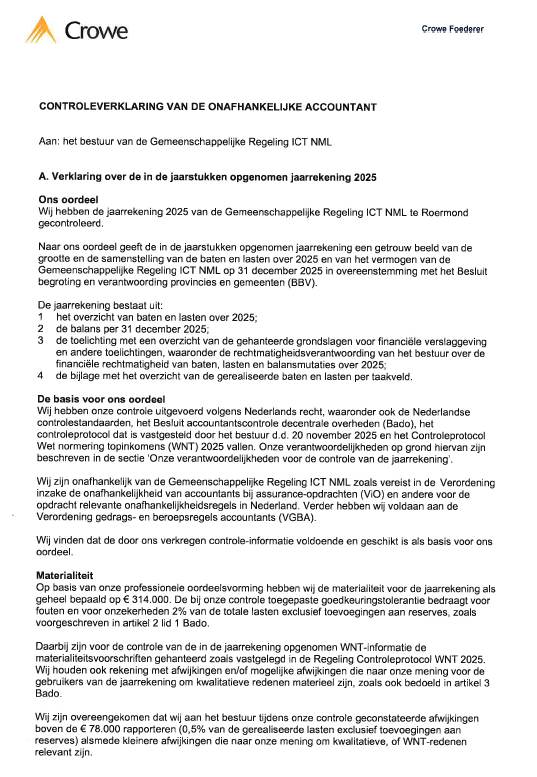 Crowe
Crowe Foederer
CONTROLEVERKLARING VAN DE ONAFHANKELIJKE ACCOUNTANT
Aan: het bestuur van de Gemeenschappelijke Regeling ICT NML
A. Verklaring over de in de jaarstukken opgenomen jaarrekening 2025
Ons oordeel
Wij hebben de jaarrekening 2025 van de Gemeenschappelijke Regeling ICT NML te Roermond
gecontroleerd.
Naar ons oordeel geeft de in de jaarstukken opgenomen jaarrekening een getrouw beeld van de
grootte en de samenstelling van de baten en lasten over 2025 en van het vermogen van de
Gemeenschappelijke Regeling ICT NML op 31 december 2025 in overeenstemming met het Besluit
begroting en verantwoording provincies en gemeenten (BBV).
De jaarrekening bestaat uit:
1 het overzicht van baten en lasten over 2025;
2 de balans per 31 december 2025;
3 de toelichting met een overzicht van de gehanteerde grondslagen voor financiële verslaggeving
en andere toelichtingen, waaronder de rechtmatigheidsverantwoording van het bestuur over de
financiële rechtmatigheid van baten, lasten en balansmutaties over 2025;
4 de bijlage met het overzicht van de gerealiseerde baten en lasten per taakveld.
De basis voor ons oordeel
Wij hebben onze controle uitgevoerd volgens Nederlands recht, waaronder ook de Nederlandse
controlestandaarden, het Besluit accountantscontrole decentrale overheden (Bado), het
controleprotocol dat is vastgesteld door het bestuur d.d. 20 november 2025 en het Controleprotocol
Wet normering topinkomens (WNT) 2025 vallen. Onze verantwoordelijkheden op grond hiervan zijn
beschreven in de sectie 'Onze verantwoordelijkheden voor de controle van de jaarrekening'.
Wij zijn onafhankelijk van de Gemeenschappelijke Regeling ICT NML zoals vereist in de Verordening
inzake de onafhankelijkheid van accountants bij assurance-opdrachten (ViO) en andere voor de
opdracht relevante onafhankelijkheidsregels in Nederland. Verder hebben wij voldaan aan de
Verordening gedrags- en beroepsregels accountants (VGBA).
Wij vinden dat de door ons verkregen controle-informatie voldoende en geschikt is als basis voor ons
oordeel.
Materialiteit
Op basis van onze professionele oordeelsvorming hebben wij de materialiteit voor de jaarrekening als
geheel bepaald op € 314.000. De bij onze controle toegepaste goedkeuringstolerantie bedraagt voor
fouten en voor onzekerheden 2% van de totale lasten exclusief toevoegingen aan reserves, zoals
voorgeschreven in artikel 2 lid 1 Bado.
Daarbij zijn voor de controle van de in de jaarrekening opgenomen WNT-informatie de
materialiteitsvoorschriften gehanteerd zoals vastgelegd in de Regeling Controleprotocol WNT 2025.
Wij houden ook rekening met afwijkingen en/of mogelijke afwijkingen die naar onze mening voor de
gebruikers van de jaarrekening om kwalitatieve redenen materieel zijn, zoals ook bedoeld in artikel 3
Bado.
Wij zijn overeengekomen dat wij aan het bestuur tijdens onze controle geconstateerde afwijkingen
boven de € 78.000 rapporteren (0,5% van de gerealiseerde lasten exclusief toevoegingen aan
reserves) alsmede kleinere afwijkingen die naar onze mening om kwalitatieve, of WNT-redenen
relevant zijn.